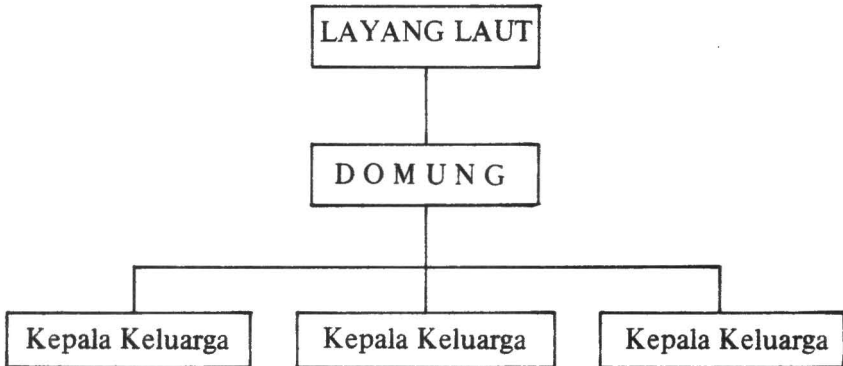 LAYANG LAUT
D O M U N G
Kepala Keluarga Kepala Keluarga Kepala Keluarga